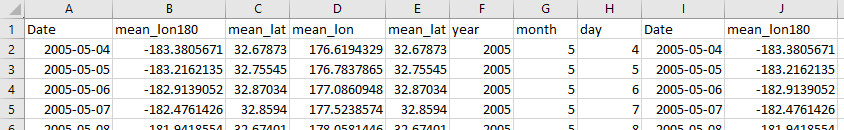 A B C D E F G H I J
1 Date mean_lon180 mean_lat mean_lon mean_lat year month day Date mean_lon180
2 2005-05-04 -183.3805671 32.67873 176.6194329 32.67873 2005 5 4 2005-05-04 -183.3805671
3 2005-05-05 -183.2162135 32.75545 176.7837865 32.75545 2005 5 5 2005-05-05 -183.2162135
4 2005-05-06 -182.9139052 32.87034 177.0860948 32.87034 2005 5 6 2005-05-06 -182.9139052
5 2005-05-07 -182.4761426 32.8594 177.5238574 32.8594 2005 5 7 2005-05-07 -182.4761426
6 2005-05-08 -181.9418554 32.67401 178.0581446 32.67401 2005 5 8 2005-05-08 -181.9418554